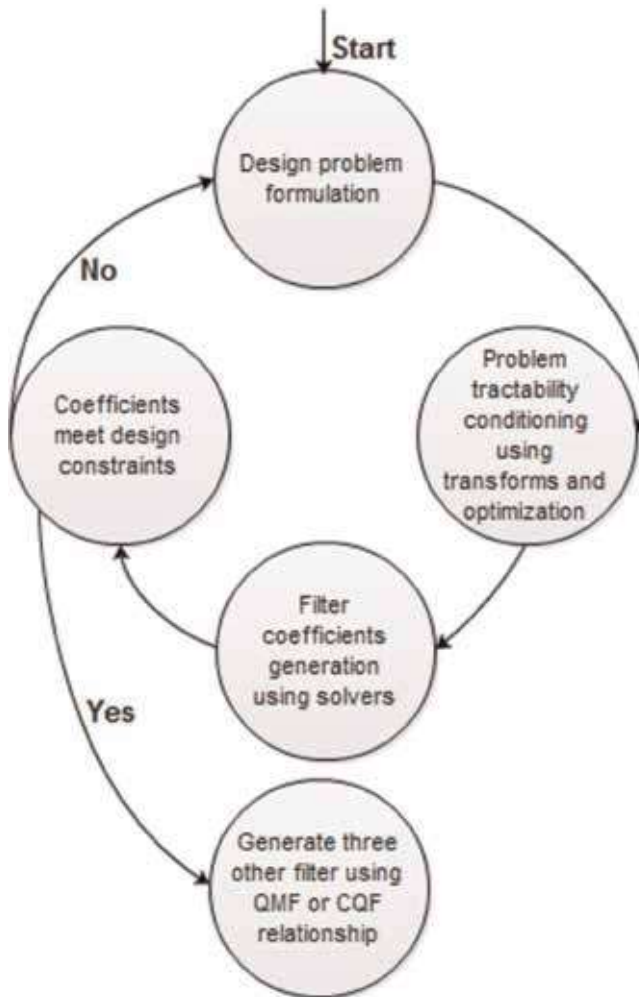 Start
Design problem
formulation
No
Problem
tractability
conditioning
using
transforms and
optimization
Coefficients
meet design
constraints
Filter
coefficients
generation
using solvers
Yes
Generate three
other filter using
QMF or CQF
relationship